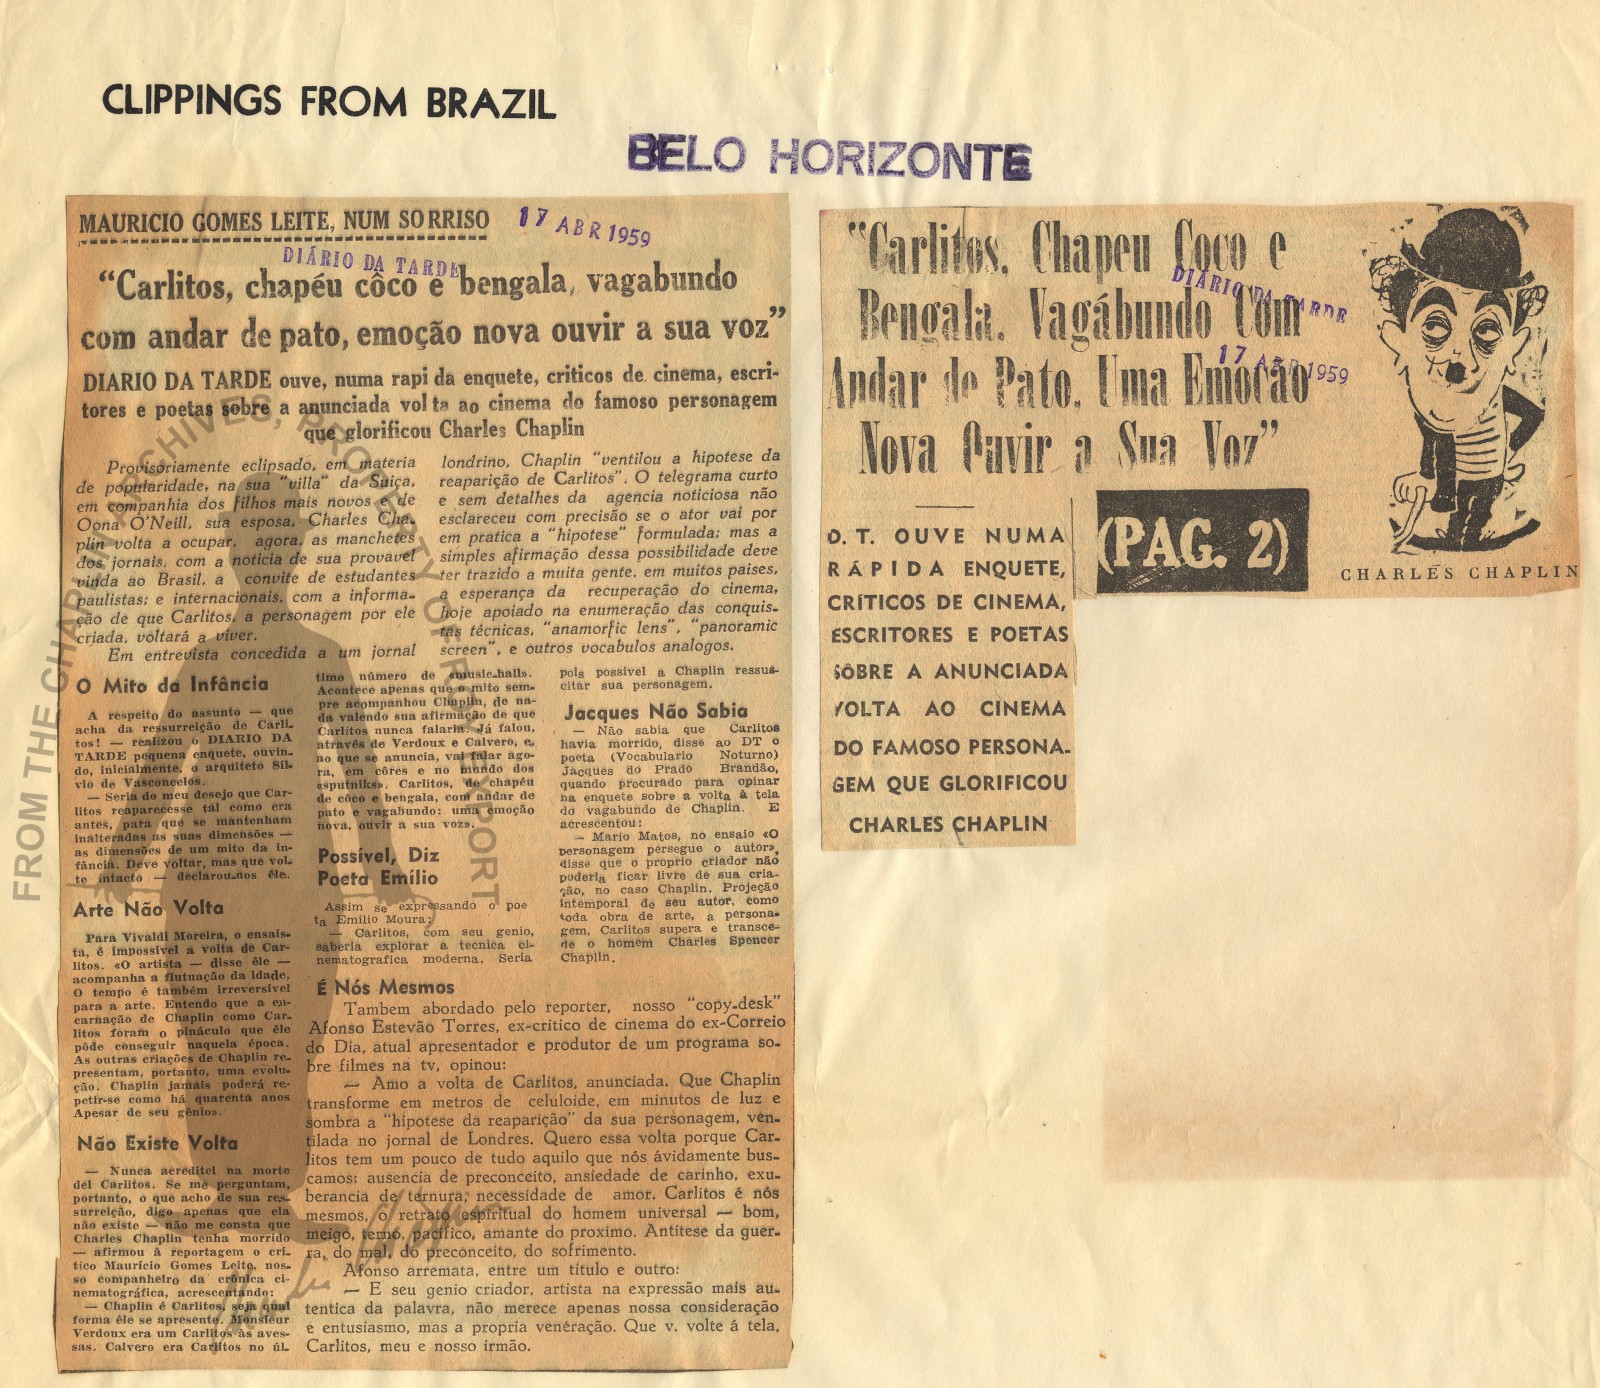 CLIPPINGS FROM BRAZIL
BELO HORIZONTE
MAURICIO GOMES LEITE, NUM SORRISO
17 ABR 1959
DIÁRIO DA TARDE
“Carlitos, chapéu côco e bengala, vagabundo
com andar de pato, emoção nova ouvir a sua voz”
DIARIO DA TARDE ouve, numa rapi da enquete, criticos de cinema, escri-
tores e poetas sobre a anunciada vol ta ao cinema do famoso personagem
que glorificou Charles Chaplin
Provisoriamente eclipsado, em materia
de popularidade, na sua “villa” da Suiça,
em companhia dos filhos mais novos e de
Oona O'Neill, sua esposa, Charles Cha-
plin volta a ocupar, agora, as manchetes
dos jornais, com a noticia de sua provavel
vinda ao Brasil, a convite de estudantes
paulistas; e internacionais, com a informa-
ção de que Carlitos, a personagem por ele
criada, voltará a viver.
Em entrevista concedida a um jornal
londrino, Chaplin “ventilou a hipotese da
reaparição de Carlitos”. O telegrama curto
e sem detalhes da agencia noticiosa não
esclareceu com precisão se o ator vai por
em pratica a “hipotese” formulada; mas a
simples afirmação dessa possibilidade deve
ter trazido a muita gente, em muitos paises,
a esperança da recuperação do cinema,
hoje apoiado na enumeração das conquis-
tas técnicas, “anamorfic lens”, “panoramic
screen”, e outros vocabulos analogos.
O Mito da Infância
A respeito do assunto — que
acha da ressurreição de Carli-
tos! — realizou o DIARIO DA
TARDE pequena enquete, ouvin-
do, inicialmente, o arquiteto Sil-
vio de Vasconcelos.
— Seria do meu desejo que Car-
litos reaparecesse tal como era
antes, para que se mantenham
inalteradas as suas dimensões —
as dimensões de um mito da in-
fância. Deve voltar, mas que vol-
te intacto — declarou-nos êle.
Arte Não Volta
Para Vivaldi Moreira, o ensais-
ta, é impossível a volta de Car-
litos. «O artista — disse êle —
acompanha a flutuação da idade,
O tempo é também irreversível
para a arte. Entendo que a en-
carnação de Chaplin como Car-
litos foram o pináculo que êle
pôde conseguir naquela época.
As outras criações de Chaplin re-
presentam, portanto, uma evolu-
ção. Chaplin jamais poderá re-
petir-se como há quarenta anos
Apesar de seu gênio».
Não Existe Volta
— Nunca acreditei na morte
del Carlitos. Se me perguntam,
portanto, o que acho de sua res-
surreição, digo apenas que ela
não existe — não me consta que
Charles Chaplin tenha morrido
— afirmou à reportagem o crí-
tico Maurício Gomes Leite, nos-
so companheiro da crônica ci-
nematográfica, acrescentando:
— Chaplin é Carlitos, seja qual
forma êle se apresente. Monsieur
Verdoux era um Carlitos às aves-
sas. Calvero era Carlitos no úl-
timo número de «music-hall».
Acontece apenas que o mito sem-
pre acompanhou Chaplin, de na-
da valendo sua afirmação de que
Carlitos nunca falaria. Já falou,
através de Verdoux e Calvero, e,
ao que se anuncia, vai falar ago-
ra, em côres e no mundo dos
«sputniks». Carlitos, de chapéu
de côco e bengala, com andar de
pato e vagabundo: uma emoção
nova, ouvir a sua voz».
Possível, Diz
Poeta Emílio
Assim se expressando o poe
ta Emilio Moura:
— Carlitos, com seu genio,
saberia explorar a tecnica ci-
nematografica moderna. Seria
pola possivel a Chaplin ressus-
citar sua personagem.
Jacques Não Sabia
— Não sabia que Carlitos
havia morrido, disse ao DT o
poeta (Vocabulario Noturno)
Jacques do Prado Brandão,
quando procurado para opinar
na enquete sobre a volta à tela
do vagabundo de Chaplin. E
acrescentou:
— Mario Matos, no ensaio «O
personagem persegue o autor»,
disse que o proprio criador não
poderia ficar livre de sua cria-
ção, no caso Chaplin. Projeção
intemporal de seu autor, como
toda obra de arte, a persona-
gem, Carlitos supera e transce-
de o homem Charles Spencer
Chaplin.
É Nós Mesmos
Tambem abordado pelo reporter, nosso “copy-desk”
Afonso Estevão Torres, ex-critico de cinema do ex-Correio
do Dia, atual apresentador e produtor de um programa so-
bre filmes na tv, opinou:
— Amo a volta de Carlitos, anunciada. Que Chaplin
transforme em metros de celuloide, em minutos de luz e
sombra a “hipotese da reaparição” da sua personagem, ven-
tilada no jornal de Londres. Quero essa volta porque Car-
litos tem um pouco de tudo aquilo que nós ávidamente bus-
camos: ausencia de preconceito, ansiedade de carinho, exu-
berancia de ternura, necessidade de amor. Carlitos é nós
mesmos, o retrato espiritual do homem universal — bom,
meigo, terno, pacifico, amante do proximo. Antítese da guer-
ra, do mal, do preconceito, do sofrimento.
Afonso arremata, entre um titulo e outro:
— E seu genio criador, artista na expressão mais au-
tentica da palavra, não merece apenas nossa consideração
e entusiasmo, mas a propria venêração. Que v. volte á tela,
Carlitos, meu e nosso irmão.
“Carlitos, Chapeu Coco e
Bengala, Vagábundo Com
Andar de Pato, Uma Emocão
Nova Ouvir a Sua Voz”
DIÁRIO DA TARDE
17 ABR 1959
(PAG. 2)
CHARLES CHAPLIN
D. T. OUVE NUMA
RÁPIDA ENQUETE,
CRÍTICOS DE CINEMA,
ESCRITORES E POETAS
SÔBRE A ANUNCIADA
VOLTA AO CINEMA
DO FAMOSO PERSONA-
GEM QUE GLORIFICOU
CHARLES CHAPLIN
FROM THE CHAPLIN ARCHIVES, PROPERTY OF ROY EXPORT
Charlie Chaplin